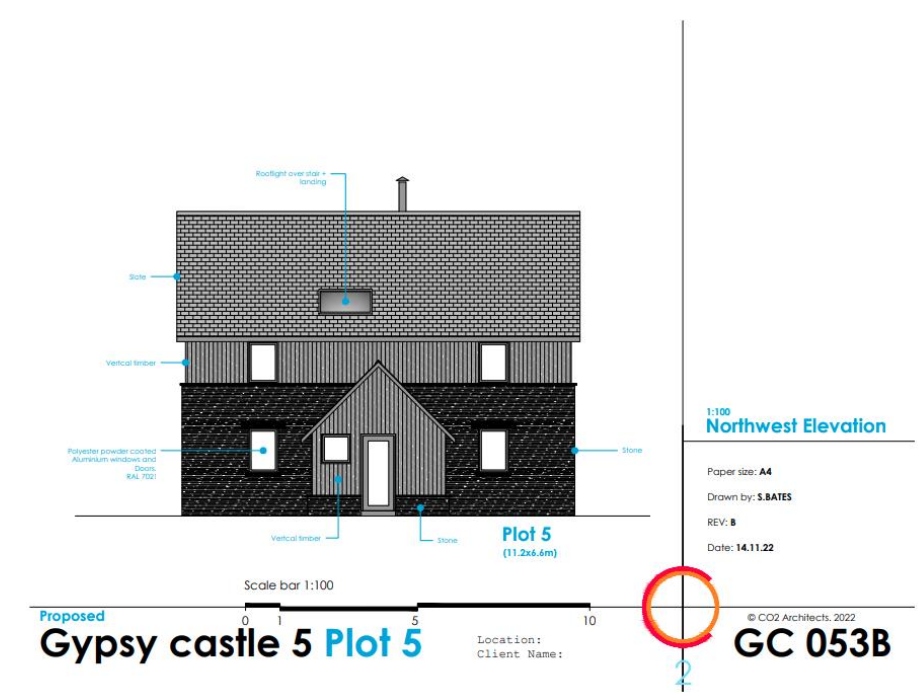 Rooflight over stair +
landing
Slate
Vertical timber
Polyester powder coated
Aluminium windows and
Doors.
RAL 7021
Stone
Vertical timber
Stone
Plot 5
(11.2x6.6m)
1:100
Northwest Elevation
Paper size: A4
Drawn by: S.BATES
REV: B
Date: 14.11.22
Scale bar 1:100
0 1 5 10
Proposed
Gypsy castle 5 Plot 5
Location:
Client Name:
© CO2 Architects. 2022
GC 053B
2